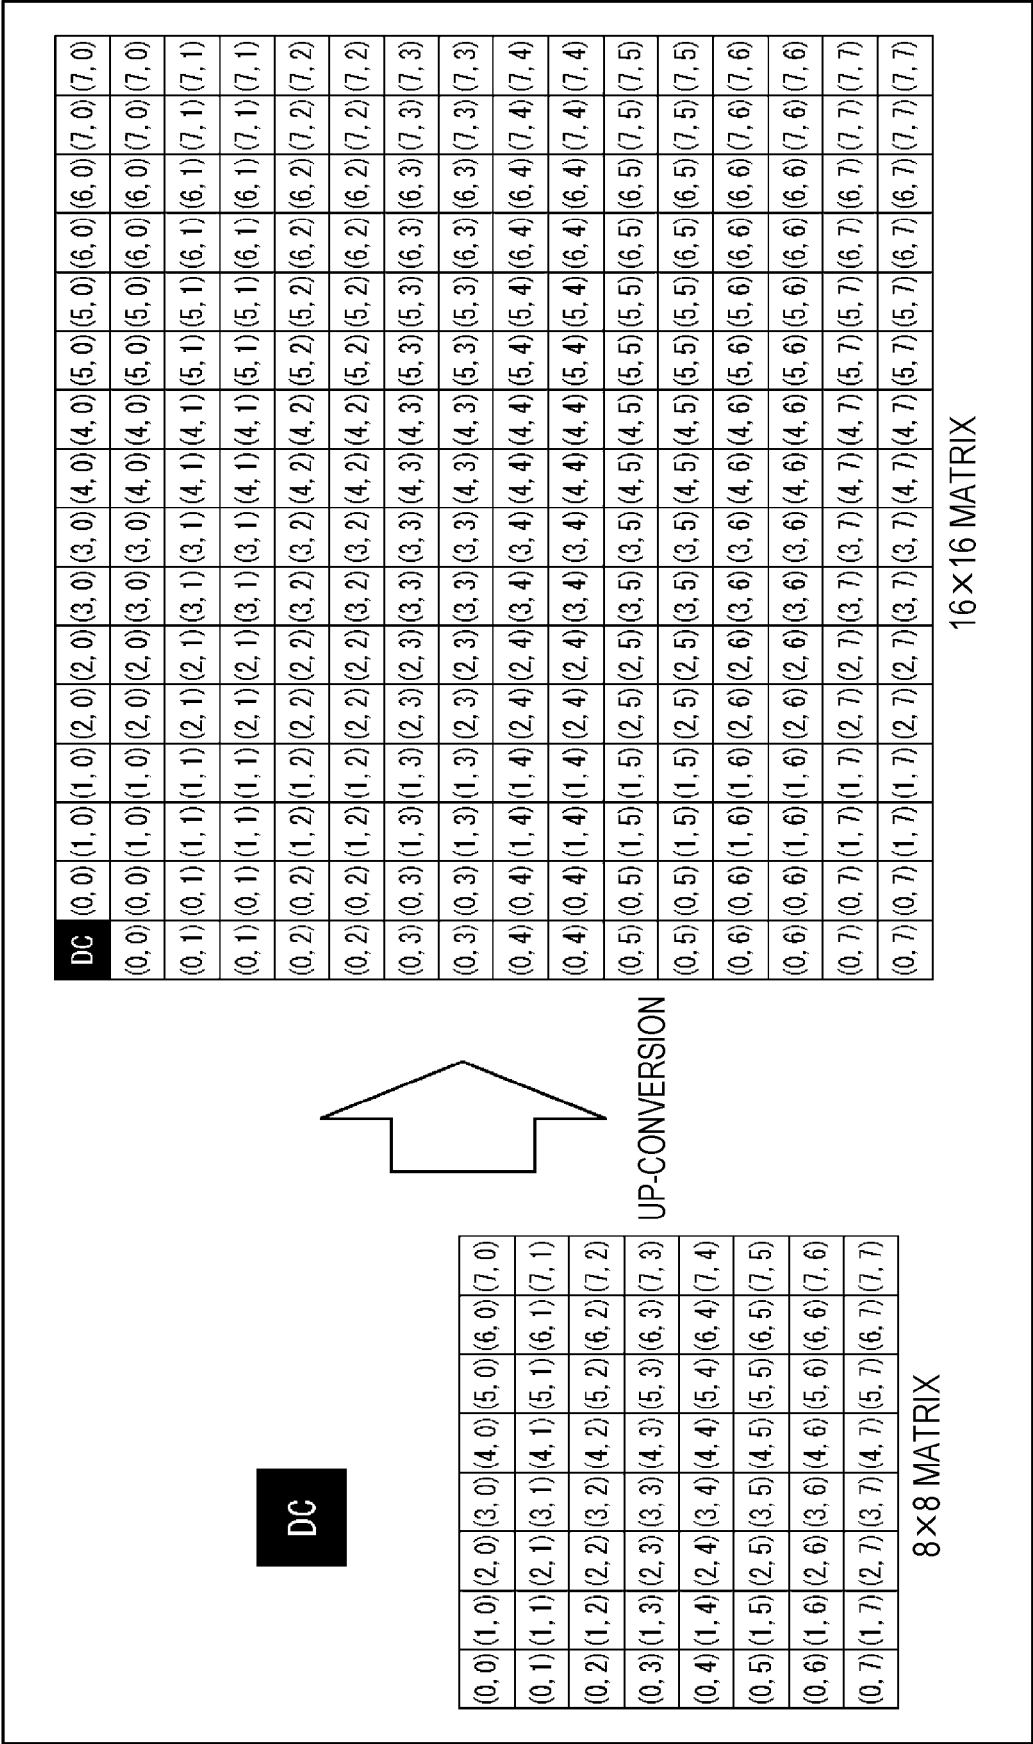 DC
(0, 0) (1, 0) (2, 0) (3, 0) (4, 0) (5, 0) (6, 0) (7, 0)
(0, 1) (1, 1) (2, 1) (3, 1) (4, 1) (5, 1) (6, 1) (7, 1)
(0, 2) (1, 2) (2, 2) (3, 2) (4, 2) (5, 2) (6, 2) (7, 2)
(0, 3) (1, 3) (2, 3) (3, 3) (4, 3) (5, 3) (6, 3) (7, 3)
(0, 4) (1, 4) (2, 4) (3, 4) (4, 4) (5, 4) (6, 4) (7, 4)
(0, 5) (1, 5) (2, 5) (3, 5) (4, 5) (5, 5) (6, 5) (7, 5)
(0, 6) (1, 6) (2, 6) (3, 6) (4, 6) (5, 6) (6, 6) (7, 6)
(0, 7) (1, 7) (2, 7) (3, 7) (4, 7) (5, 7) (6, 7) (7, 7)
8×8 MATRIX
UP-CONVERSION
DC (0, 0) (1, 0) (1, 0) (2, 0) (2, 0) (3, 0) (3, 0) (4, 0) (4, 0) (5, 0) (5, 0) (6, 0) (6, 0) (7, 0) (7, 0)
(0, 0) (0, 0) (1, 0) (1, 0) (2, 0) (2, 0) (3, 0) (3, 0) (4, 0) (4, 0) (5, 0) (5, 0) (6, 0) (6, 0) (7, 0) (7, 0)
(0, 1) (0, 1) (1, 1) (1, 1) (2, 1) (2, 1) (3, 1) (3, 1) (4, 1) (4, 1) (5, 1) (5, 1) (6, 1) (6, 1) (7, 1) (7, 1)
(0, 1) (0, 1) (1, 1) (1, 1) (2, 1) (2, 1) (3, 1) (3, 1) (4, 1) (4, 1) (5, 1) (5, 1) (6, 1) (6, 1) (7, 1) (7, 1)
(0, 2) (0, 2) (1, 2) (1, 2) (2, 2) (2, 2) (3, 2) (3, 2) (4, 2) (4, 2) (5, 2) (5, 2) (6, 2) (6, 2) (7, 2) (7, 2)
(0, 2) (0, 2) (1, 2) (1, 2) (2, 2) (2, 2) (3, 2) (3, 2) (4, 2) (4, 2) (5, 2) (5, 2) (6, 2) (6, 2) (7, 2) (7, 2)
(0, 3) (0, 3) (1, 3) (1, 3) (2, 3) (2, 3) (3, 3) (3, 3) (4, 3) (4, 3) (5, 3) (5, 3) (6, 3) (6, 3) (7, 3) (7, 3)
(0, 3) (0, 3) (1, 3) (1, 3) (2, 3) (2, 3) (3, 3) (3, 3) (4, 3) (4, 3) (5, 3) (5, 3) (6, 3) (6, 3) (7, 3) (7, 3)
(0, 4) (0, 4) (1, 4) (1, 4) (2, 4) (2, 4) (3, 4) (3, 4) (4, 4) (4, 4) (5, 4) (5, 4) (6, 4) (6, 4) (7, 4) (7, 4)
(0, 4) (0, 4) (1, 4) (1, 4) (2, 4) (2, 4) (3, 4) (3, 4) (4, 4) (4, 4) (5, 4) (5, 4) (6, 4) (6, 4) (7, 4) (7, 4)
(0, 5) (0, 5) (1, 5) (1, 5) (2, 5) (2, 5) (3, 5) (3, 5) (4, 5) (4, 5) (5, 5) (5, 5) (6, 5) (6, 5) (7, 5) (7, 5)
(0, 5) (0, 5) (1, 5) (1, 5) (2, 5) (2, 5) (3, 5) (3, 5) (4, 5) (4, 5) (5, 5) (5, 5) (6, 5) (6, 5) (7, 5) (7, 5)
(0, 6) (0, 6) (1, 6) (1, 6) (2, 6) (2, 6) (3, 6) (3, 6) (4, 6) (4, 6) (5, 6) (5, 6) (6, 6) (6, 6) (7, 6) (7, 6)
(0, 6) (0, 6) (1, 6) (1, 6) (2, 6) (2, 6) (3, 6) (3, 6) (4, 6) (4, 6) (5, 6) (5, 6) (6, 6) (6, 6) (7, 6) (7, 6)
(0, 7) (0, 7) (1, 7) (1, 7) (2, 7) (2, 7) (3, 7) (3, 7) (4, 7) (4, 7) (5, 7) (5, 7) (6, 7) (6, 7) (7, 7) (7, 7)
(0, 7) (0, 7) (1, 7) (1, 7) (2, 7) (2, 7) (3, 7) (3, 7) (4, 7) (4, 7) (5, 7) (5, 7) (6, 7) (6, 7) (7, 7) (7, 7)
16×16 MATRIX